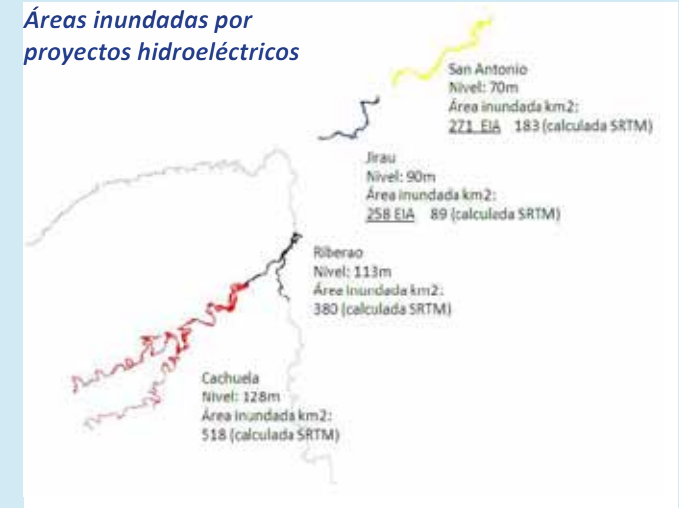 Áreas inundadas por
proyectos hidroeléctricos
San Antonio
Nivel: 70m
Área inundada km2:
271 EIA 183 (calculada SRTM)
Jirau
Nivel: 90m
Área inundada km2:
258 EIA 89 (calculada SRTM)
Riberao
Nivel: 113m
Área inundada km2:
380 (calculada SRTM)
Cachuela
Nivel: 128m
Área inundada km2:
518 (calculada SRTM)